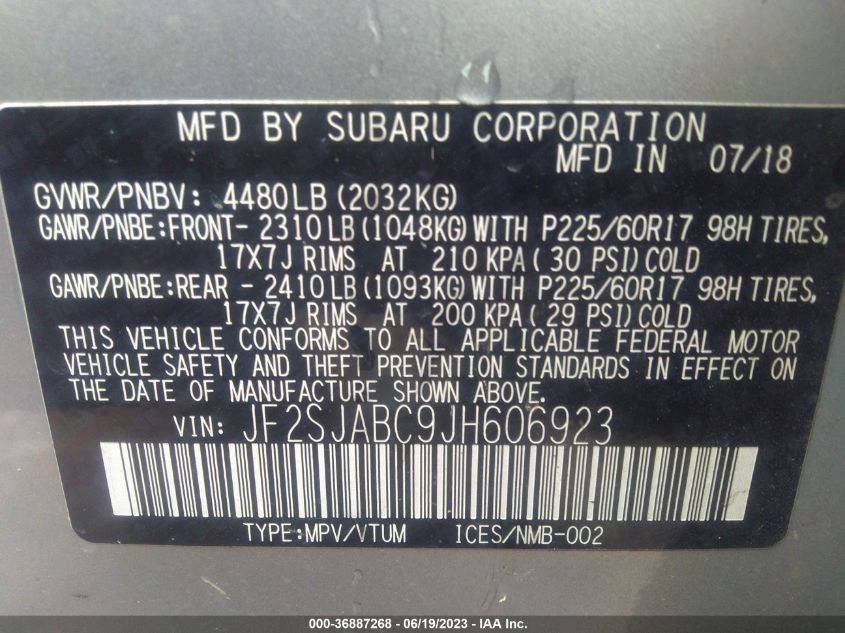 MFD BY SUBARU CORPORATION
MFD IN 07/18
GVWR/PNBV: 4480LB (2032KG)
GAWR/PNBE:FRONT- 2310LB (1048KG) WITH P225/60R17 98H TIRES,
17X7J RIMS AT 210 KPA ( 30 PSI) COLD
GAWR/PNBE:REAR - 2410LB (1093KG) WITH P225/60R17 98H TIRES,
17X7J RIMS AT 200 KPA ( 29 PSI) COLD
THIS VEHICLE CONFORMS TO ALL APPLICABLE FEDERAL MOTOR
VEHICLE SAFETY AND THEFT PREVENTION STANDARDS IN EFFECT ON
THE DATE OF MANUFACTURE SHOWN ABOVE.
VIN: JF2SJABC9JH606923
TYPE:MPV/VTUM ICES/NMB-002
000-36887268 - 06/19/2023 - IAA Inc.